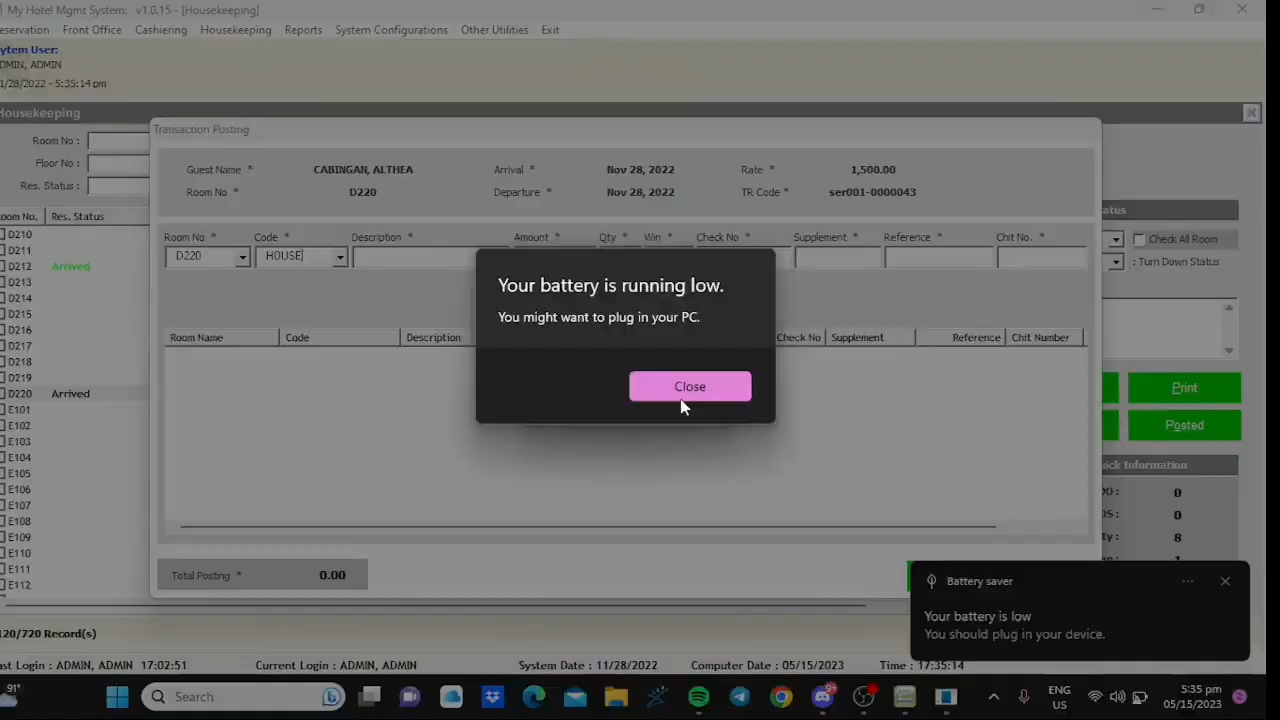 My Hotel Mgmt System: v1.0.15 - [Housekeeping]
eservation Front Office Cashiering Housekeeping Reports System Configurations Other Utilities Exit
ytem User:
DMIN, ADMIN
1/28/2022 - 5:35:14 pm
Housekeeping
Room No :
Floor No :
Res. Status :
oom No. Res. Status
D210
D211
D212 Arrived
D213
D214
D215
D216
D217
D218
D219
D220 Arrived
E101
E102
E103
E104
E105
E106
E107
E108
E109
E110
E111
E112
Transaction Posting
Guest Name * CABINGAN, ALTHEA Arrival * Nov 28, 2022 Rate * 1,500.00
Room No * D220 Departure * Nov 28, 2022 TR Code * ser001-0000043
Room No * Code * Description * Amount * Qty * Win * Check No * Supplement * Reference * Chit No. *
D220 HOUSE
Room Name Code Description Check No Supplement Reference Chit Number
Total Posting * 0.00
Your battery is running low.
You might want to plug in your PC.
Close
atus
Check All Room
: Turn Down Status
Print
Posted
ick Information
0
0
8
1
Battery saver
Your battery is low
You should plug in your device.
120/720 Record(s)
ast Login : ADMIN, ADMIN 17:02:51 Current Login : ADMIN, ADMIN System Date : 11/28/2022 Computer Date : 05/15/2023 Time : 17:35:14
91° Search ENG 5:35 pm
US 05/15/2023 2